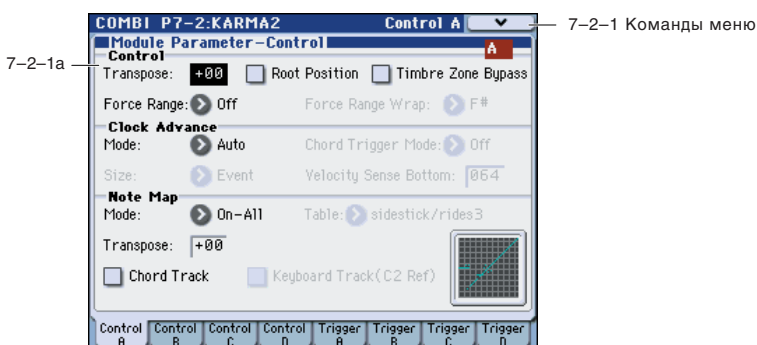 COMBI P7-2:KARMA2 Control A
7-2-1 Команды меню
Module Parameter-Control
A
7-2-1a
Control
Transpose: +00 Root Position Timbre Zone Bypass
Force Range: Off Force Range Wrap: F#
Clock Advance
Mode: Auto Chord Trigger Mode: Off
Size: Event Velocity Sense Bottom: 064
Note Map
Mode: On-All Table: sidestick/rides3
Transpose: +00
Chord Track Keyboard Track(C2 Ref)
Control A Control B Control C Control D Trigger A Trigger B Trigger C Trigger D